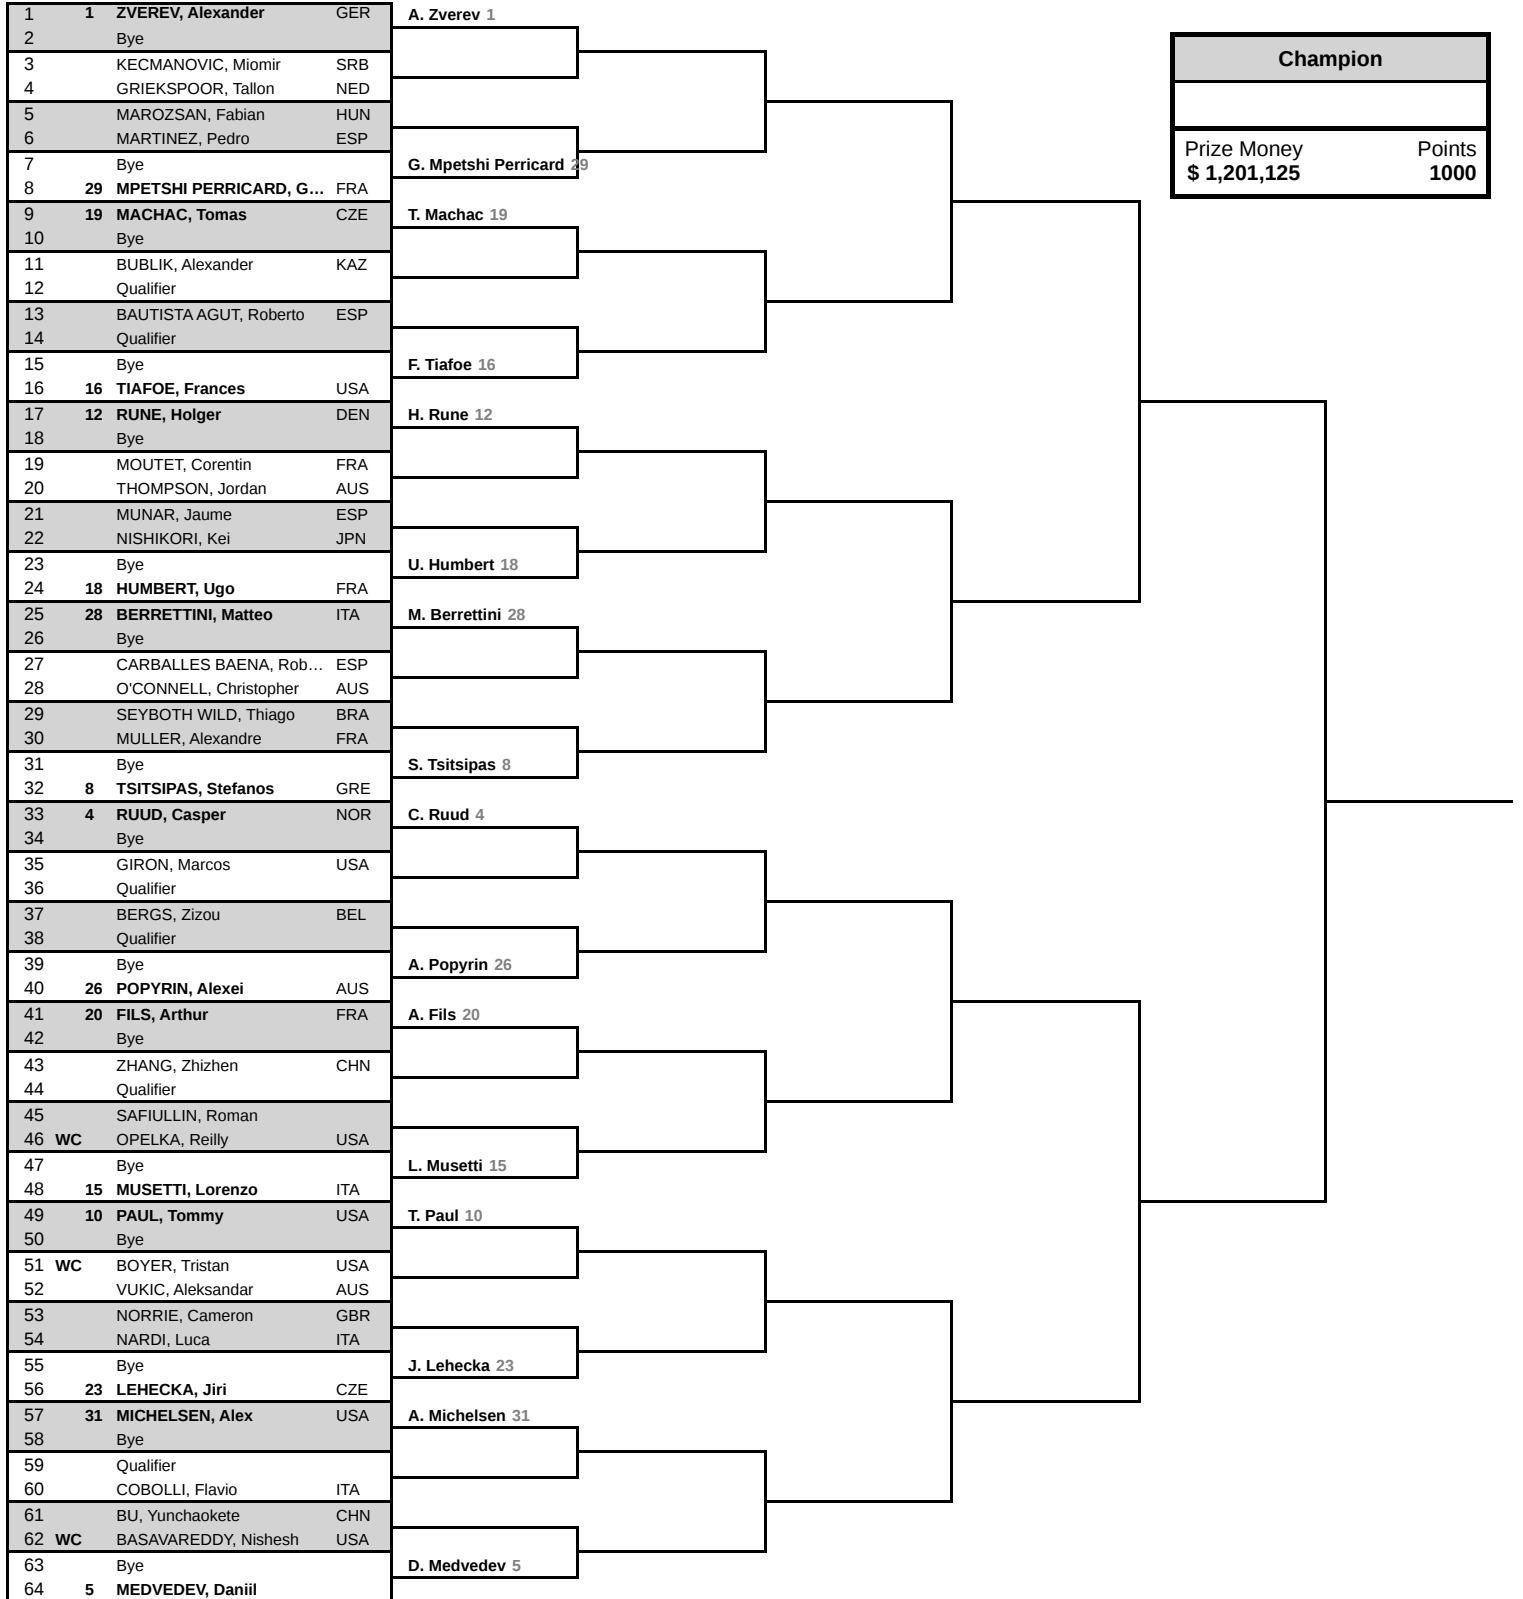 1 1 ZVEREV, Alexander GER
A. Zverev 1
2 Bye
3 KECMANOVIC, Miomir SRB
4 GRIEKSPOOR, Tallon NED
5 MAROZSAN, Fabian HUN
6 MARTINEZ, Pedro ESP
7 Bye
G. Mpetshi Perricard 29
8 29 MPETSHI PERRICARD, G... FRA
9 19 MACHAC, Tomas CZE
T. Machac 19
10 Bye
11 BUBLIK, Alexander KAZ
12 Qualifier
13 BAUTISTA AGUT, Roberto ESP
14 Qualifier
15 Bye
F. Tiafoe 16
16 16 TIAFOE, Frances USA
17 12 RUNE, Holger DEN
H. Rune 12
18 Bye
19 MOUTET, Corentin FRA
20 THOMPSON, Jordan AUS
21 MUNAR, Jaume ESP
22 NISHIKORI, Kei JPN
23 Bye
U. Humbert 18
24 18 HUMBERT, Ugo FRA
25 28 BERRETTINI, Matteo ITA
M. Berrettini 28
26 Bye
27 CARBALLES BAENA, Rob... ESP
28 O'CONNELL, Christopher AUS
29 SEYBOTH WILD, Thiago BRA
30 MULLER, Alexandre FRA
31 Bye
S. Tsitsipas 8
32 8 TSITSIPAS, Stefanos GRE
33 4 RUUD, Casper NOR
C. Ruud 4
34 Bye
35 GIRON, Marcos USA
36 Qualifier
37 BERGS, Zizou BEL
38 Qualifier
39 Bye
A. Popyrin 26
40 26 POPYRIN, Alexei AUS
41 20 FILS, Arthur FRA
A. Fils 20
42 Bye
43 ZHANG, Zhizhen CHN
44 Qualifier
45 SAFIULLIN, Roman
46 WC OPELKA, Reilly USA
47 Bye
L. Musetti 15
48 15 MUSETTI, Lorenzo ITA
49 10 PAUL, Tommy USA
T. Paul 10
50 Bye
51 WC BOYER, Tristan USA
52 VUKIC, Aleksandar AUS
53 NORRIE, Cameron GBR
54 NARDI, Luca ITA
55 Bye
J. Lehecka 23
56 23 LEHECKA, Jiri CZE
57 31 MICHELSEN, Alex USA
A. Michelsen 31
58 Bye
59 Qualifier
60 COBOLLI, Flavio ITA
61 BU, Yunchaokete CHN
62 WC BASAVAREDDY, Nishesh USA
63 Bye
D. Medvedev 5
64 5 MEDVEDEV, Daniil
Champion
Prize Money Points
$ 1,201,125 1000